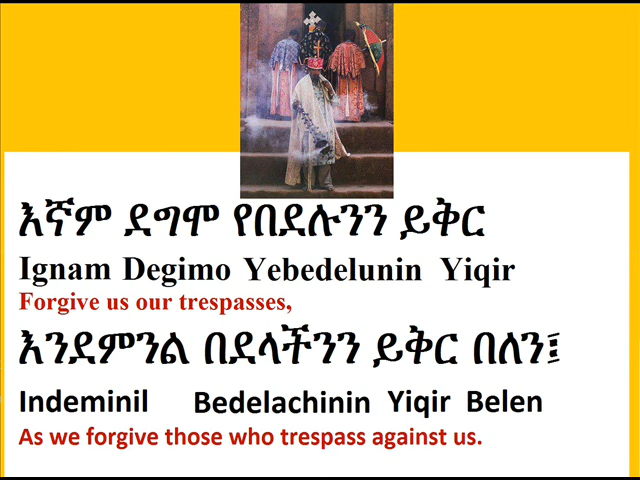 እኛም ደግሞ የበደሉንን ይቅር
Ignam Degimo Yebedelunin Yiqir
Forgive us our trespasses,
እንደምንል በደላችንን ይቅር በለን፤
Indeminil Bedelachinin Yiqir Belen
As we forgive those who trespass against us.